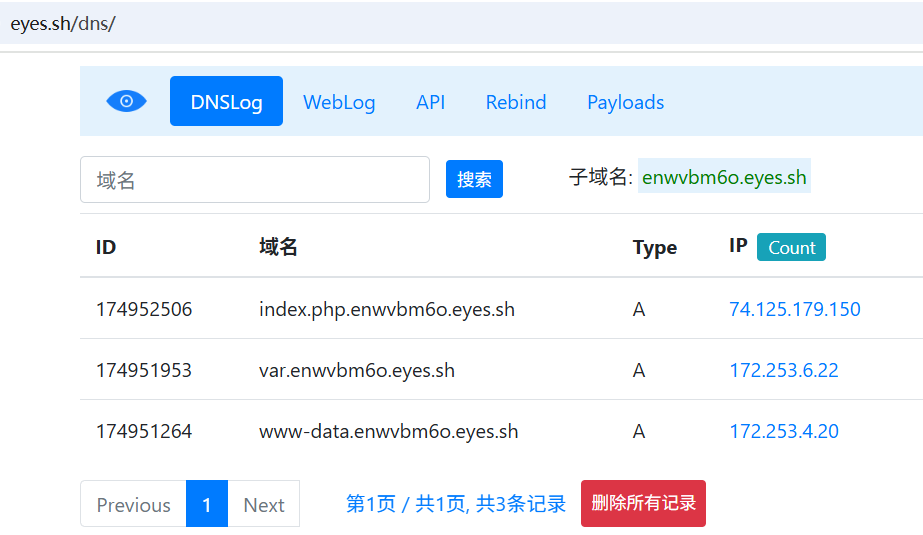 eyes.sh/dns/
DNSLog WebLog API Rebind Payloads
域名 搜索 子域名: enwvbm6o.eyes.sh
ID 域名 Type IP Count
174952506 index.php.enwvbm6o.eyes.sh A 74.125.179.150
174951953 var.enwvbm6o.eyes.sh A 172.253.6.22
174951264 www-data.enwvbm6o.eyes.sh A 172.253.4.20
Previous 1 Next 第1页 / 共1页, 共3条记录 删除所有记录